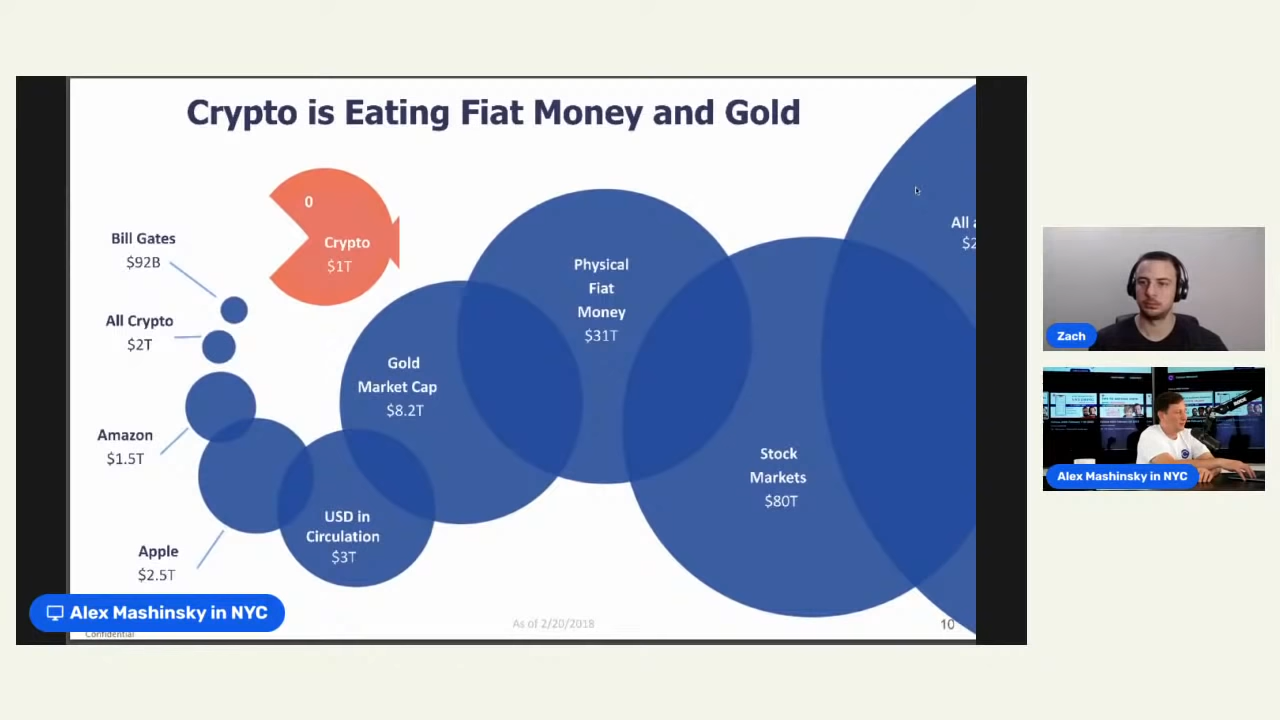 Crypto is Eating Fiat Money and Gold
0
Crypto
$1T
Bill Gates
$92B
All Crypto
$2T
Amazon
$1.5T
Apple
$2.5T
USD in
Circulation
$3T
Gold
Market Cap
$8.2T
Physical
Fiat
Money
$31T
Stock
Markets
$80T
All a
$2
As of 2/20/2018
10
Confidential
Alex Mashinsky in NYC
Zach
Alex Mashinsky in NYC